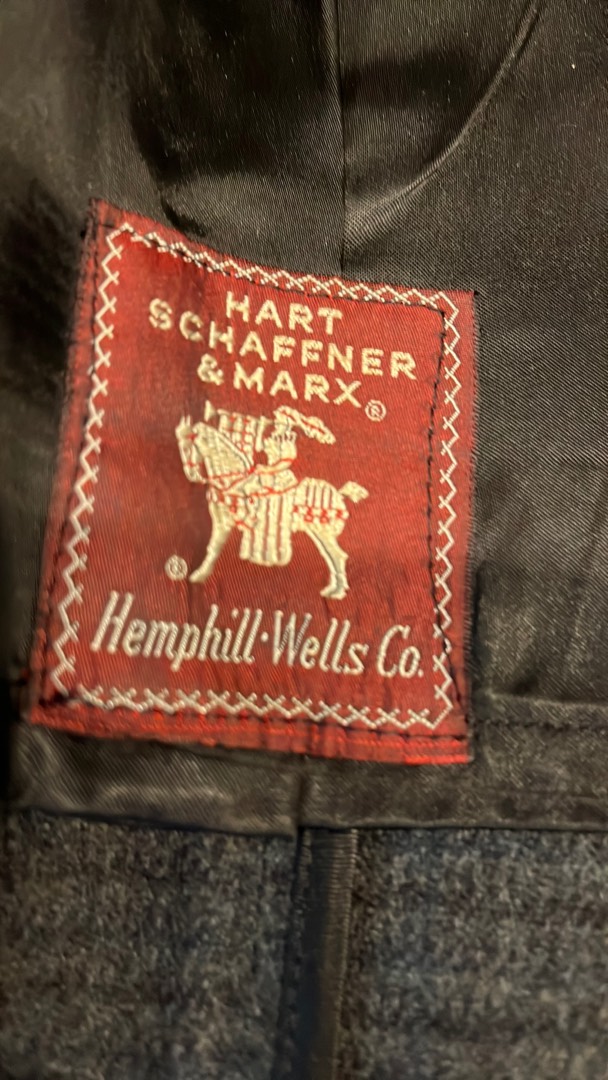 HART
SCHAFFNER
& MARX®
®
Hemphill·Wells Co.